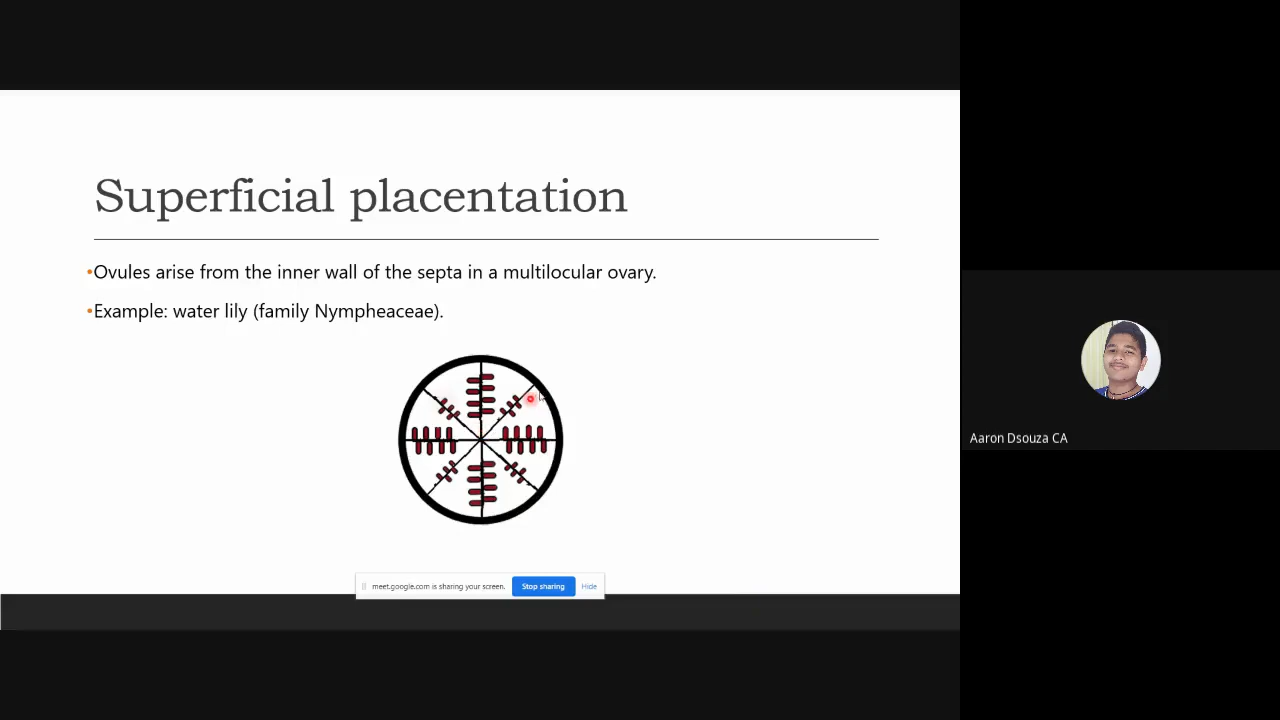 Superficial placentation
•Ovules arise from the inner wall of the septa in a multilocular ovary.
•Example: water lily (family Nympheaceae).
meet.google.com is sharing your screen. Stop sharing Hide
Aaron Dsouza CA